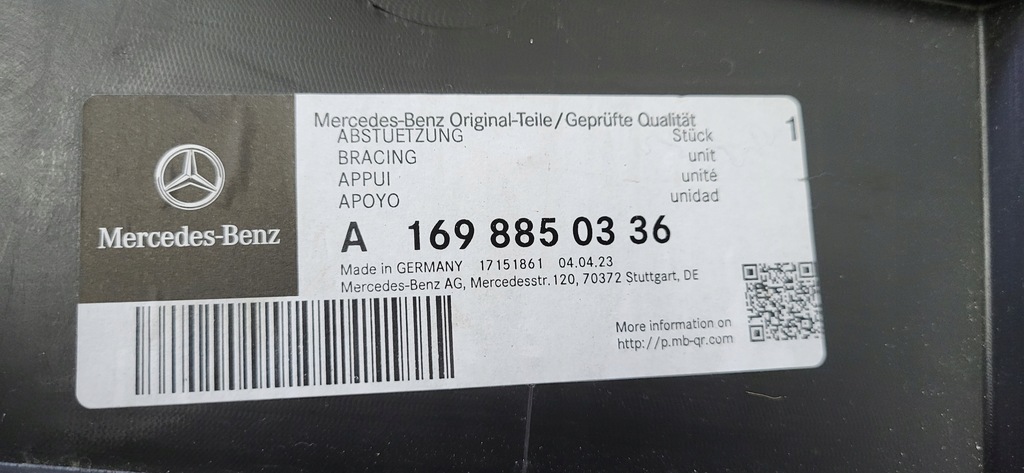 Mercedes-Benz Original-Teile/Geprüfte Qualität
ABSTUETZUNG Stück 1
BRACING unit
APPUI unité
APOYO unidad
Mercedes-Benz
A 169 885 03 36
Made in GERMANY 17151861 04.04.23
Mercedes-Benz AG, Mercedesstr.120, 70372 Stuttgart, DE
More information on
http://p.mb-qr.com